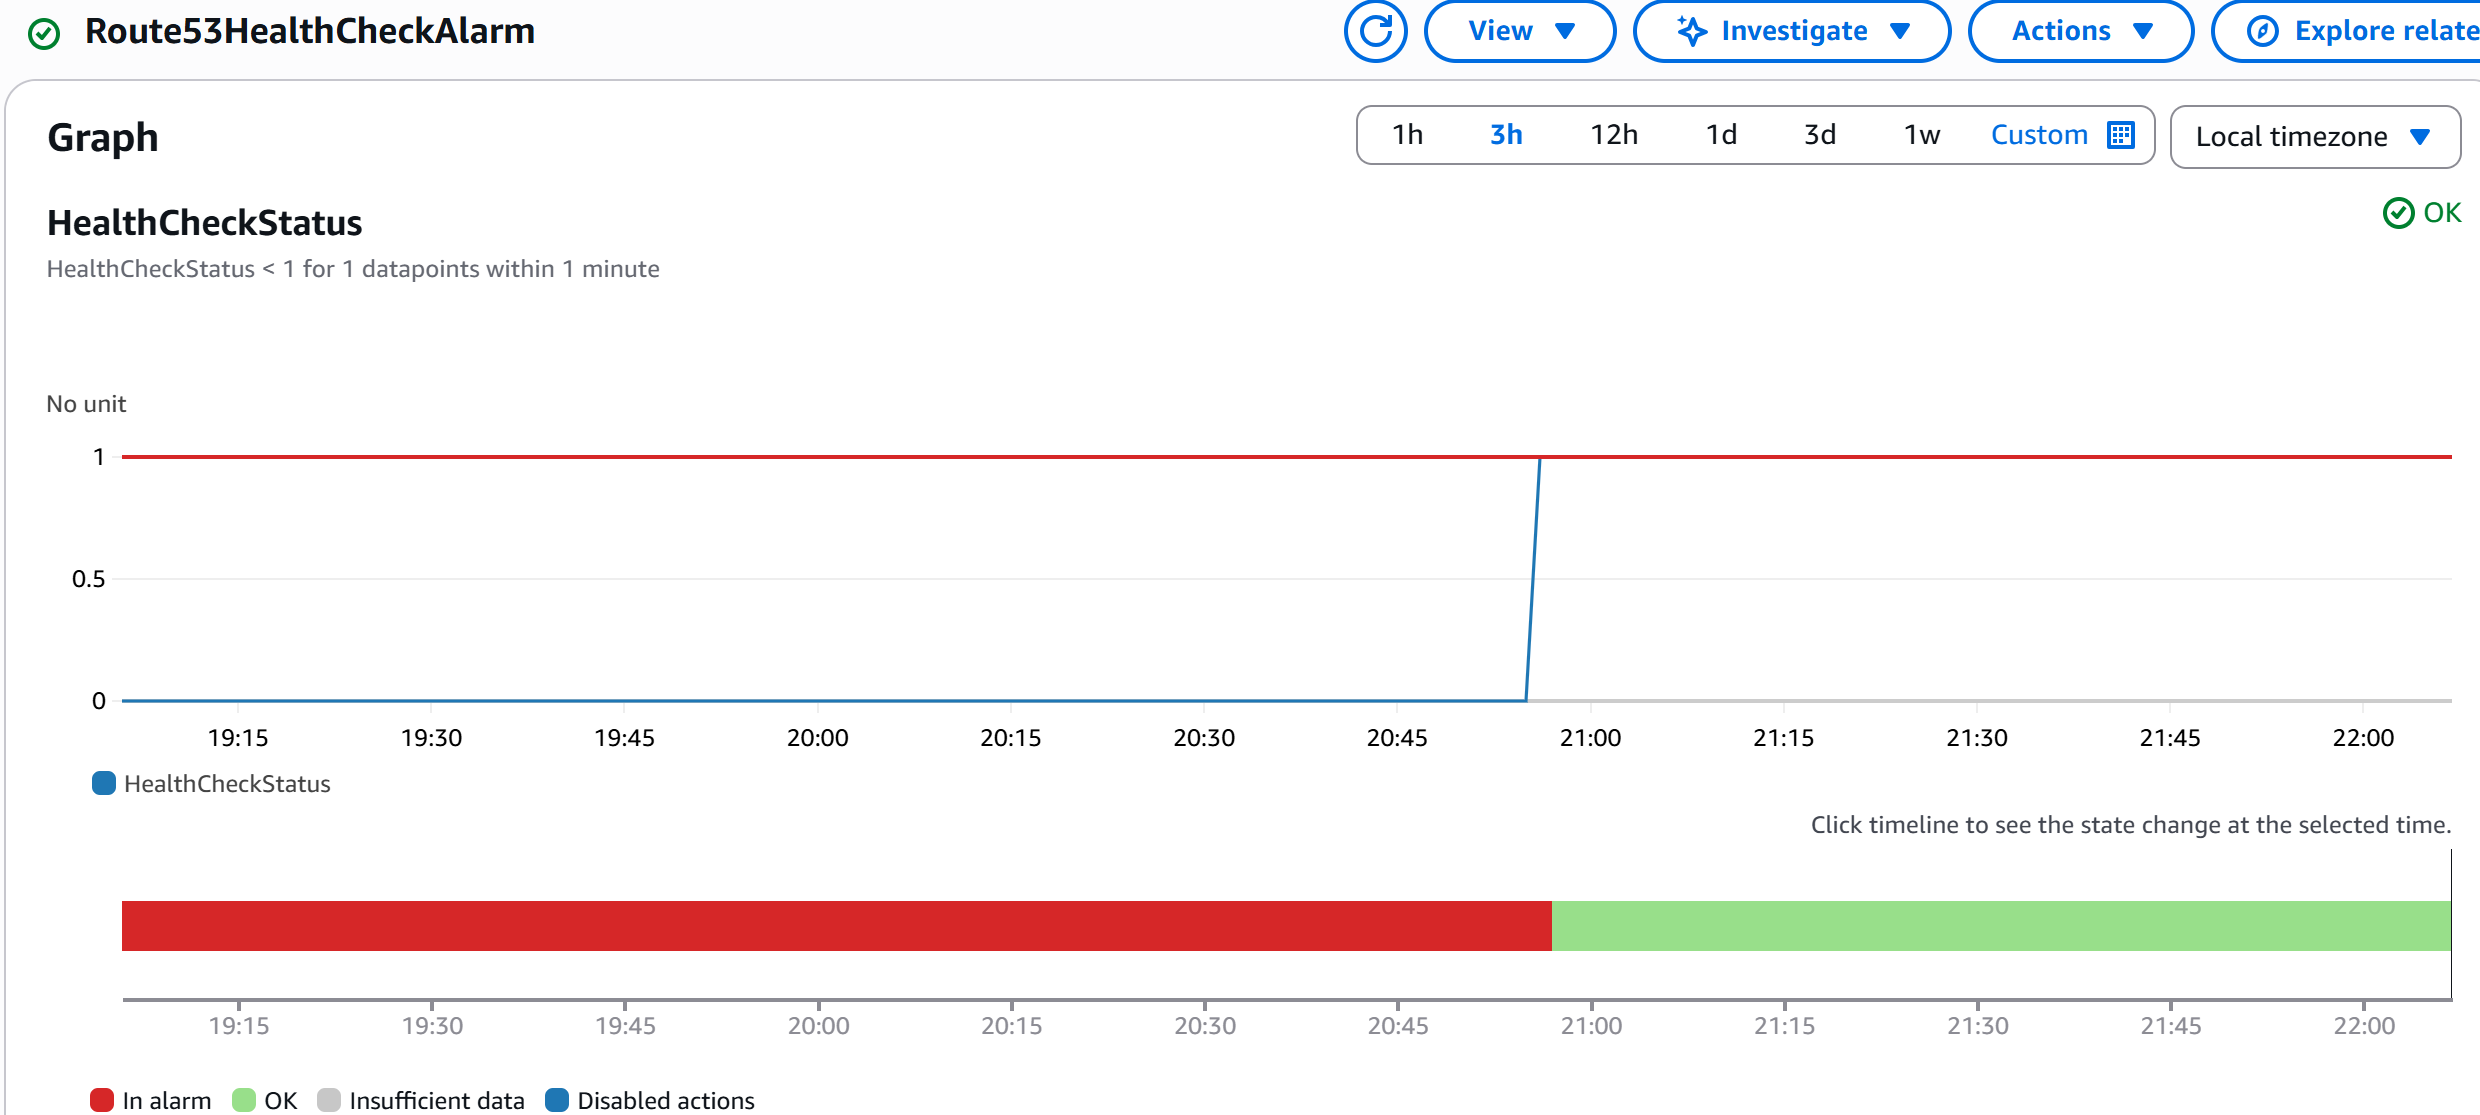 Route53HealthCheckAlarm
View
Investigate
Actions
Explore relate
Graph
1h 3h 12h 1d 3d 1w Custom
Local timezone
HealthCheckStatus
OK
HealthCheckStatus < 1 for 1 datapoints within 1 minute
No unit
1
0.5
0
19:15 19:30 19:45 20:00 20:15 20:30 20:45 21:00 21:15 21:30 21:45 22:00
HealthCheckStatus
Click timeline to see the state change at the selected time.
19:15 19:30 19:45 20:00 20:15 20:30 20:45 21:00 21:15 21:30 21:45 22:00
In alarm OK Insufficient data Disabled actions